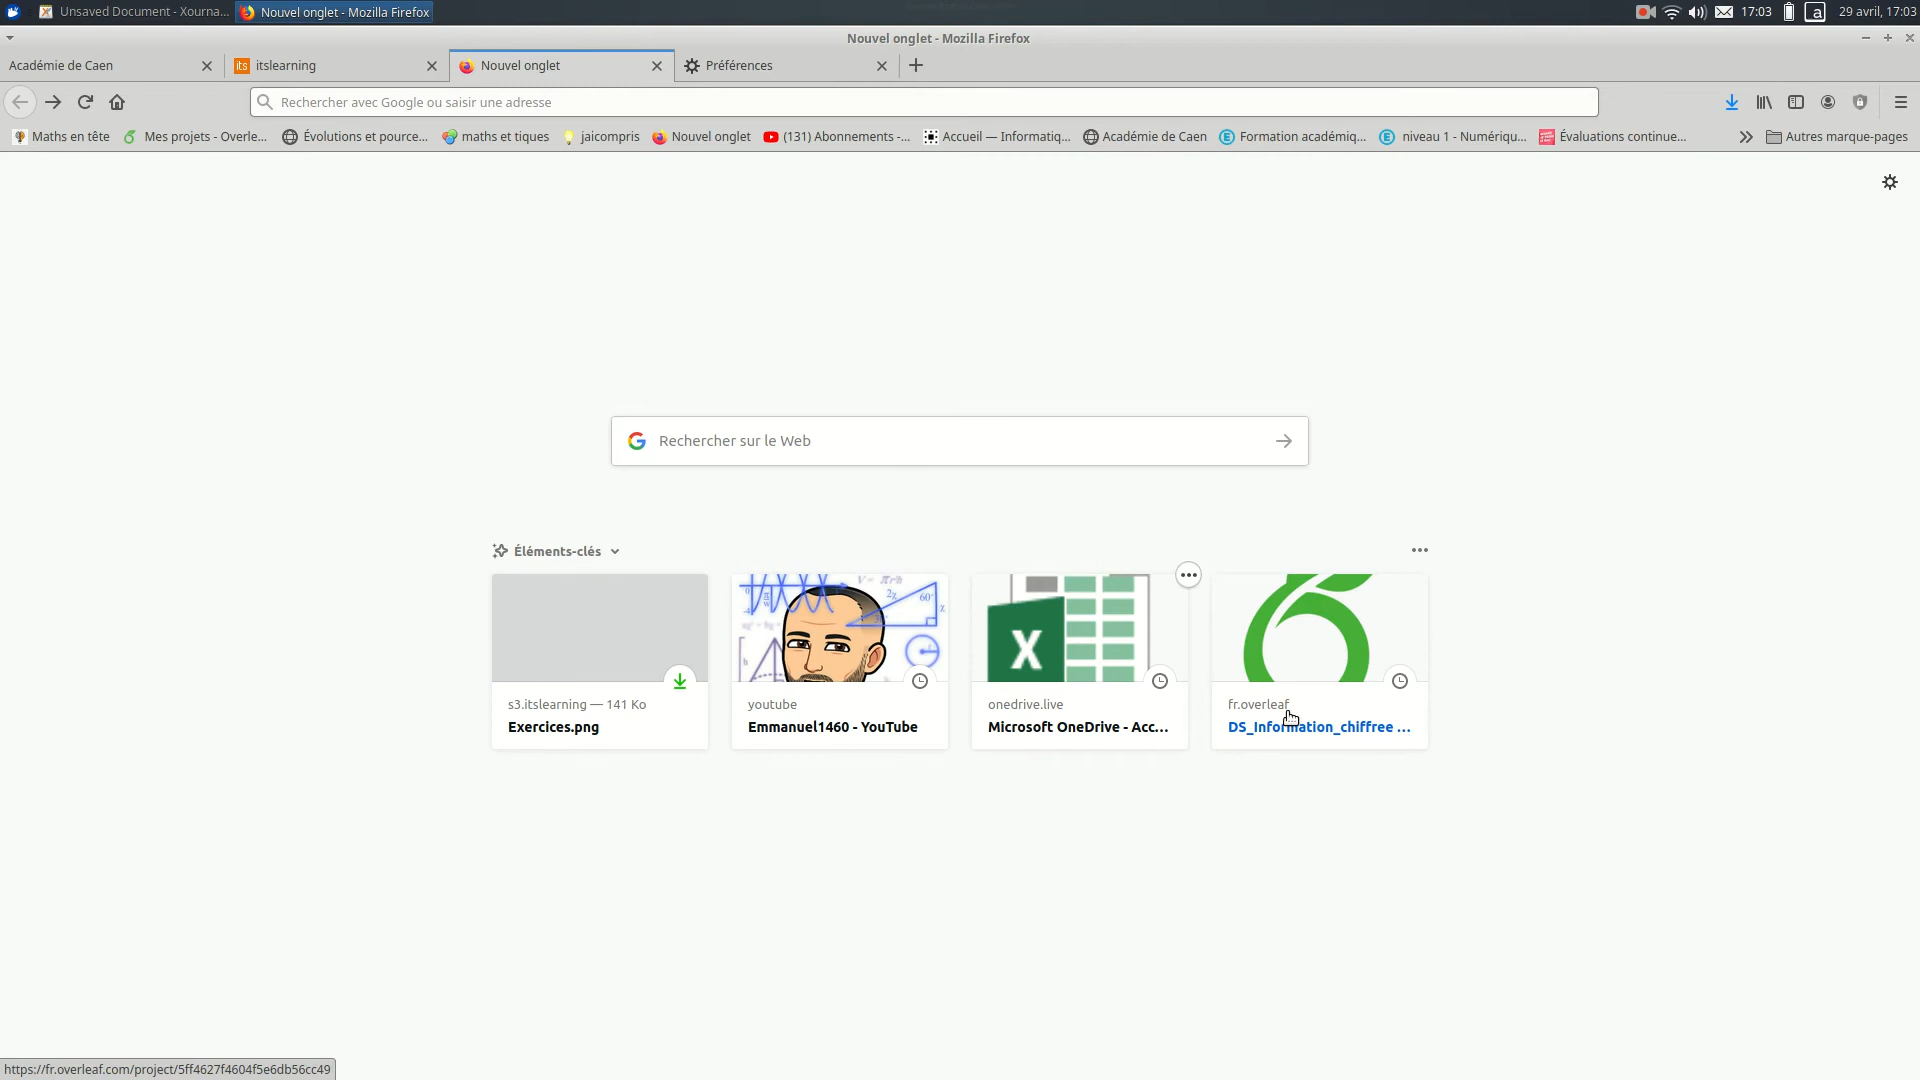 Unsaved Document - Xourna...
Nouvel onglet - Mozilla Firefox
17:03
a
29 avril, 17:03
Nouvel onglet - Mozilla Firefox
Académie de Caen
its
itslearning
Nouvel onglet
Préférences
Rechercher avec Google ou saisir une adresse
Maths en tête
Mes projets - Overle...
Évolutions et pource...
maths et tiques
jaicompris
Nouvel onglet
(131) Abonnements -...
Accueil — Informatiq...
Académie de Caen
Formation académiq...
niveau 1 - Numériqu...
Évaluations continue...
Autres marque-pages
Rechercher sur le Web
Éléments-clés
60°
X
s3.itslearning — 141 Ko
Exercices.png
youtube
Emmanuel1460 - YouTube
onedrive.live
Microsoft OneDrive - Acc...
fr.overleaf
DS_Information_chiffree ...
https://fr.overleaf.com/project/5ff4627f4604f5e6db56cc49